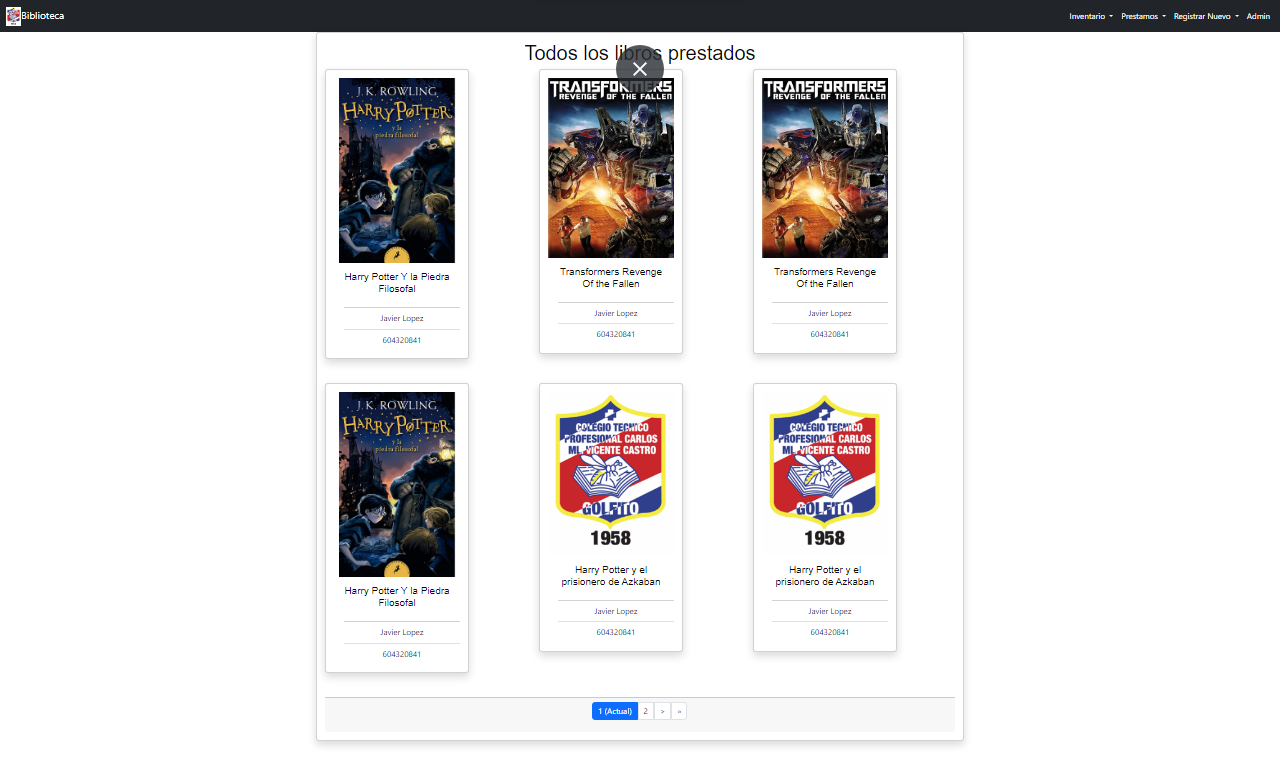 Biblioteca
Inventario
Prestamos
Registrar Nuevo
Admin
Todos los libros prestados
J. K. ROWLING
HARRY POTTER
y la
piedra filosofal
Harry Potter Y la Piedra
Filosofal
Javier Lopez
604320841
TRANSFORMERS
REVENGE OF THE FALLEN
Transformers Revenge
Of the Fallen
Javier Lopez
604320841
TRANSFORMERS
REVENGE OF THE FALLEN
Transformers Revenge
Of the Fallen
Javier Lopez
604320841
J. K. ROWLING
HARRY POTTER
y la
piedra filosofal
Harry Potter Y la Piedra
Filosofal
Javier Lopez
604320841
COLEGIO TECNICO
PROFESIONAL CARLOS
ML. VICENTE CASTRO
GOLFITO
1958
Harry Potter y el
prisionero de Azkaban
Javier Lopez
604320841
COLEGIO TECNICO
PROFESIONAL CARLOS
ML. VICENTE CASTRO
GOLFITO
1958
Harry Potter y el
prisionero de Azkaban
Javier Lopez
604320841
1 (Actual) 2 > »